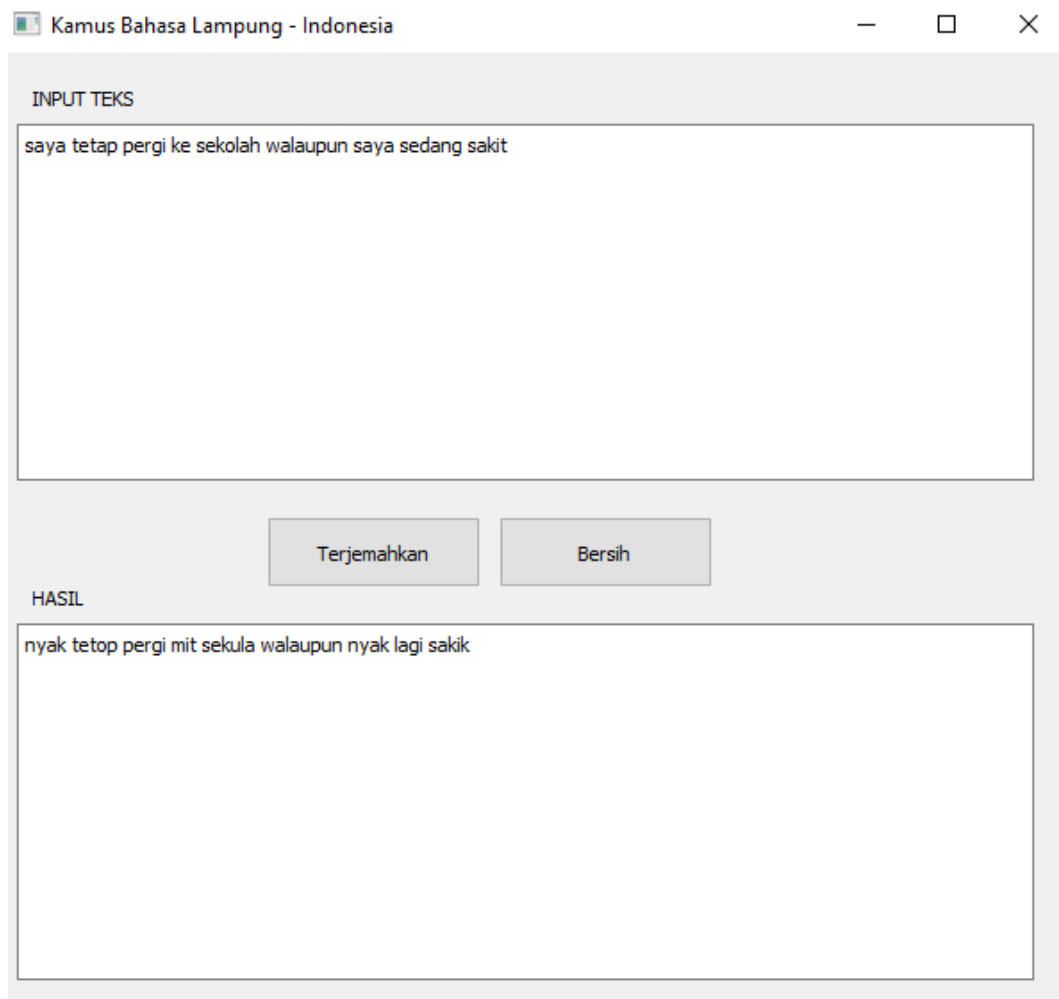 Kamus Bahasa Lampung - Indonesia
INPUT TEKS
saya tetap pergi ke sekolah walaupun saya sedang sakit
Terjemahkan
Bersih
HASIL
nyak tetop pergi mit sekula walaupun nyak lagi sakik